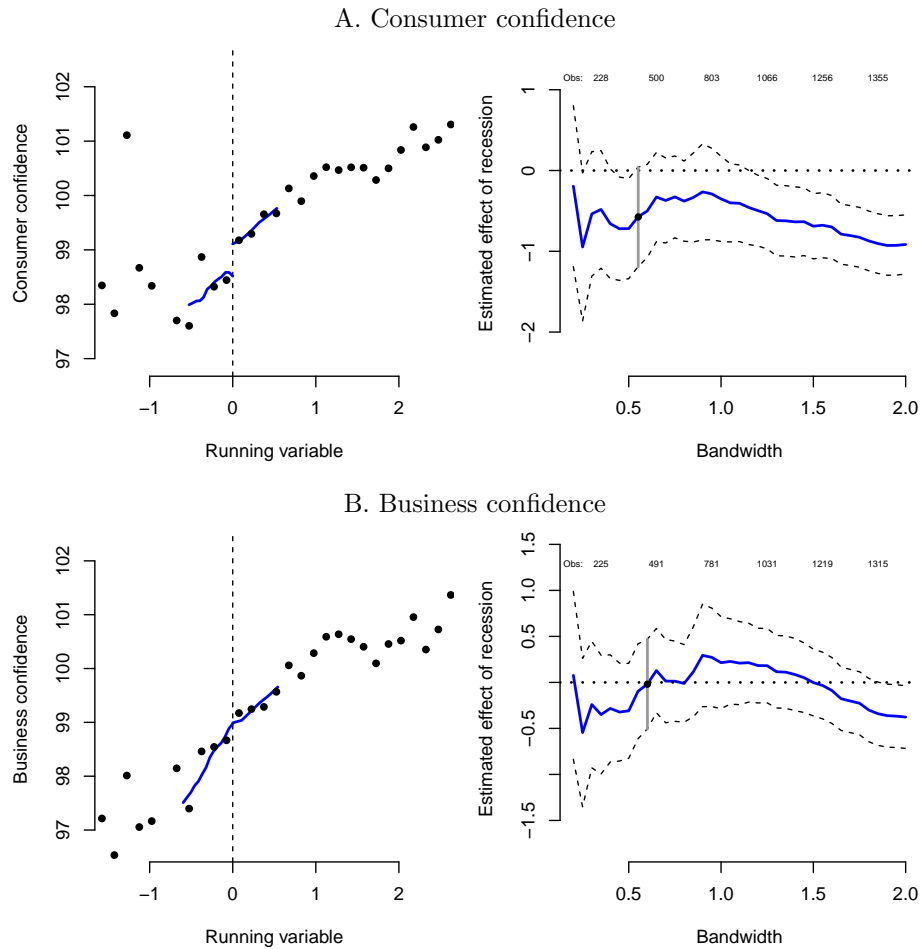 A. Consumer confidence
Consumer confidence
97 98 99 100 101 102
−1 0 1 2
Running variable
Estimated effect of recession
−2 −1 0 1
Obs: 228 500 803 1066 1256 1355
0.5 1.0 1.5 2.0
Bandwidth
B. Business confidence
Business confidence
97 98 99 100 101 102
−1 0 1 2
Running variable
Estimated effect of recession
−1.5 −0.5 0.0 0.5 1.0 1.5
Obs: 225 491 781 1031 1219 1315
0.5 1.0 1.5 2.0
Bandwidth